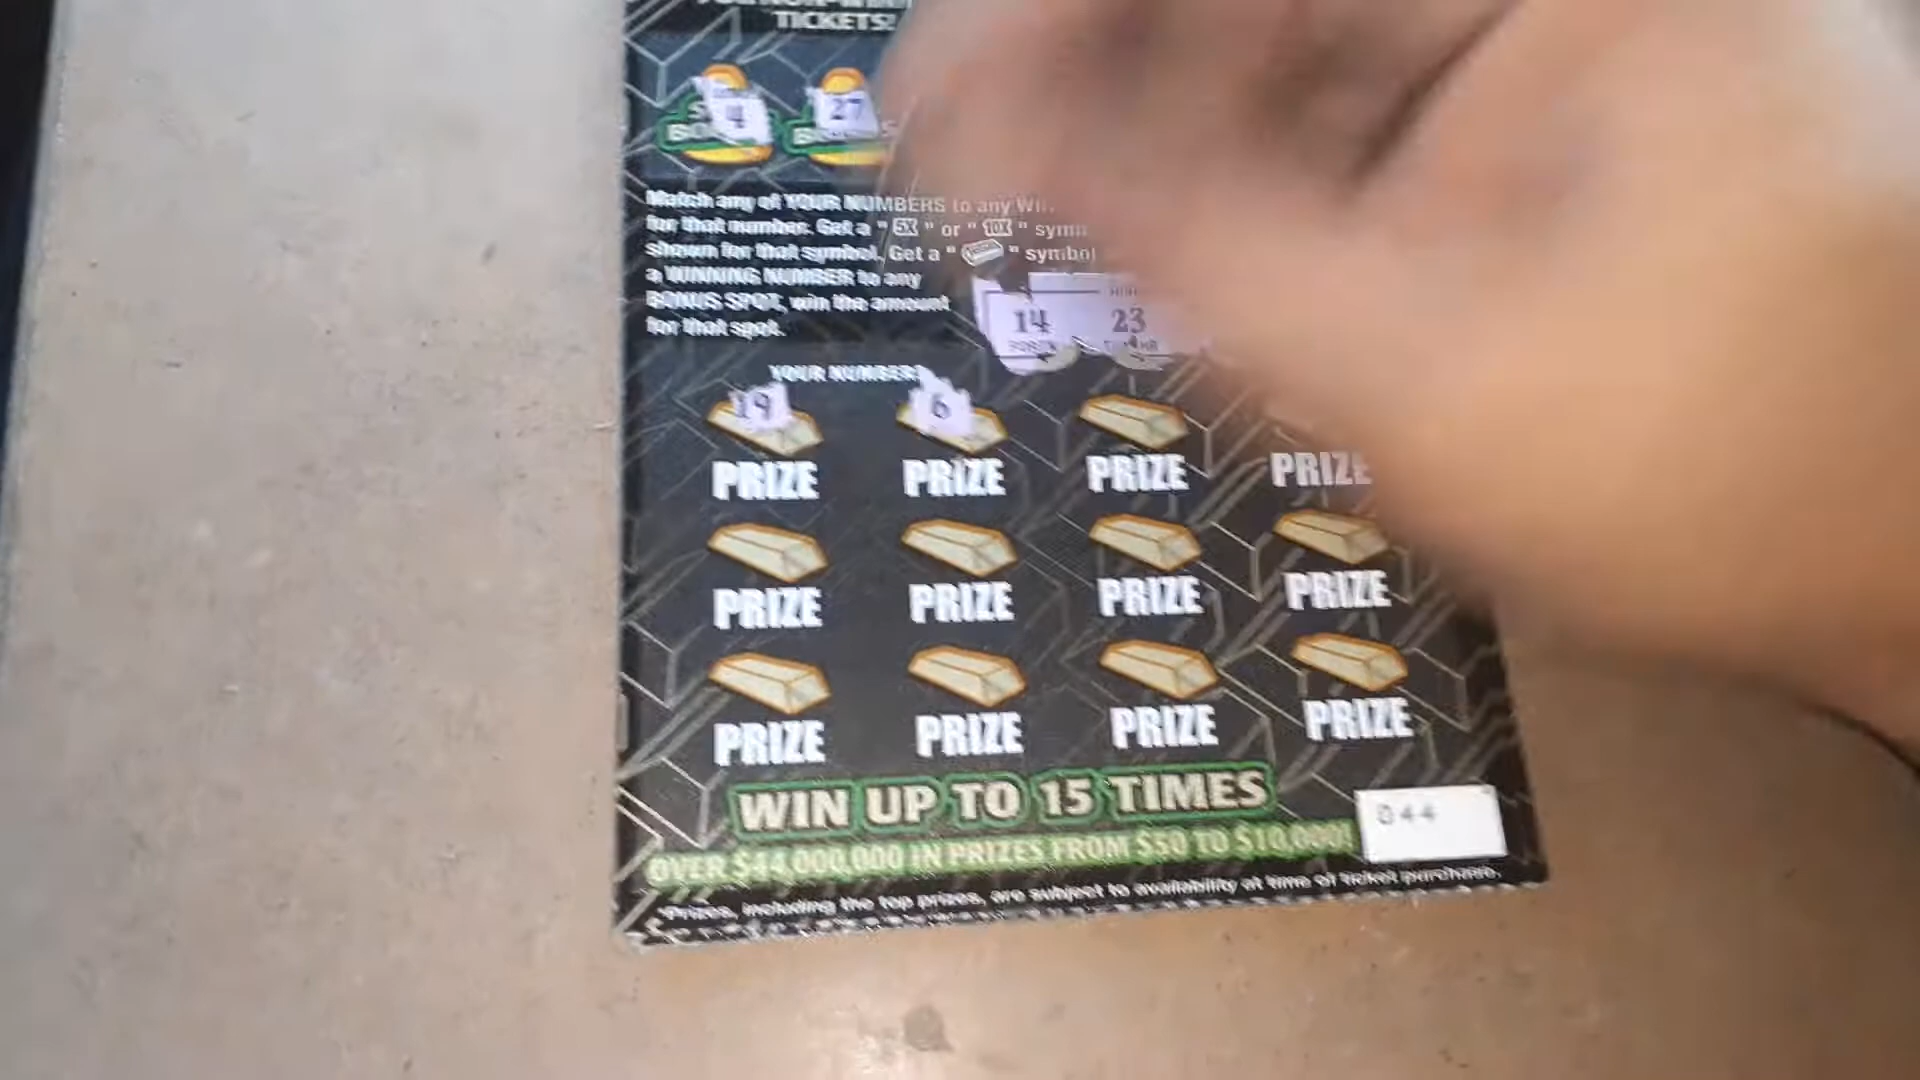 TICKETS!
4 27
Match any of YOUR NUMBERS to any
for that number. Get a " 5X " or " 10X "
shown for that symbol. Get a " " symbol
a WINNING NUMBER to any
BONUS SPOT, win the amount
for that spot.
14 23
YOUR NUMBERS
19 6
PRIZE PRIZE PRIZE PRIZE
PRIZE PRIZE PRIZE PRIZE
PRIZE PRIZE PRIZE PRIZE
WIN UP TO 15 TIMES
OVER $44,000,000 IN PRIZES FROM $50 TO $10,000!
044
*Prizes, including the top prizes, are subject to availability at time of ticket purchase.